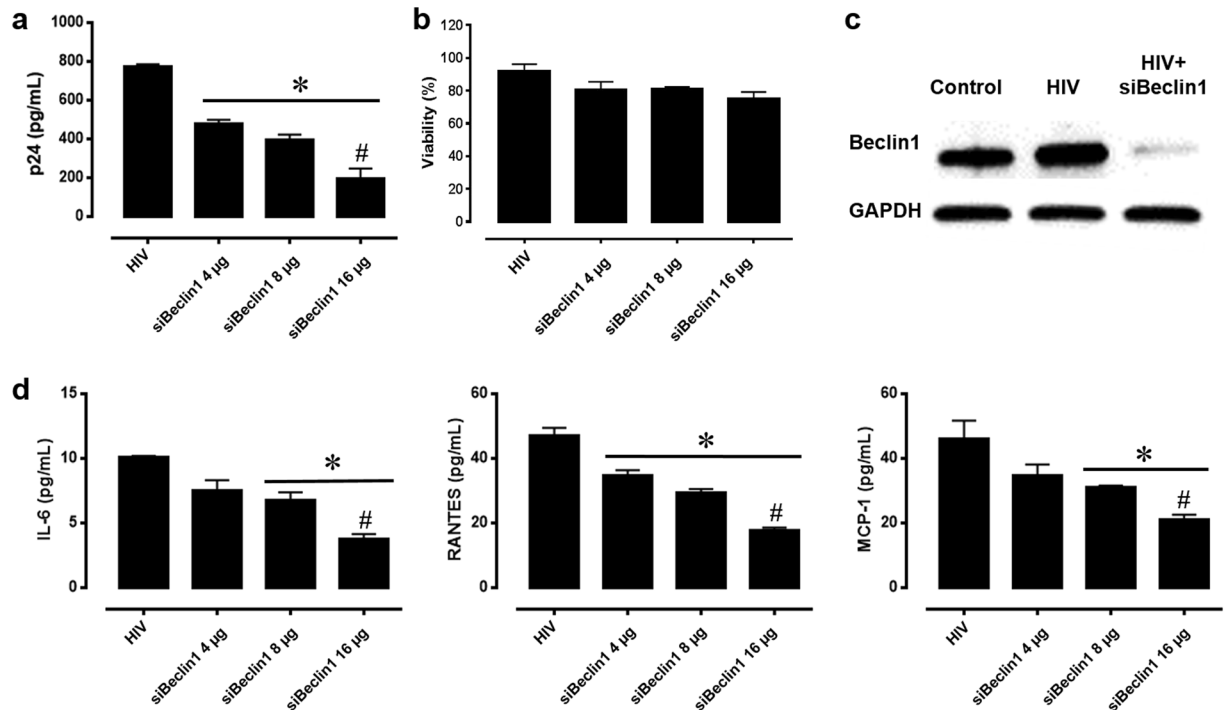 a
p24 (pg/mL)
1000
800
600
400
200
0
*
#
HIV
siBeclin1 4 µg
siBeclin1 8 µg
siBeclin1 16 µg
b
Viability (%)
120
100
80
60
40
20
0
HIV
siBeclin1 4 µg
siBeclin1 8 µg
siBeclin1 16 µg
c
Control
HIV
HIV+
siBeclin1
Beclin1
GAPDH
d
IL-6 (pg/mL)
15
10
5
0
*
#
HIV
siBeclin1 4 µg
siBeclin1 8 µg
siBeclin1 16 µg
RANTES (pg/mL)
60
40
20
0
*
#
HIV
siBeclin1 4 µg
siBeclin1 8 µg
siBeclin1 16 µg
MCP-1 (pg/mL)
60
40
20
0
*
#
HIV
siBeclin1 4 µg
siBeclin1 8 µg
siBeclin1 16 µg